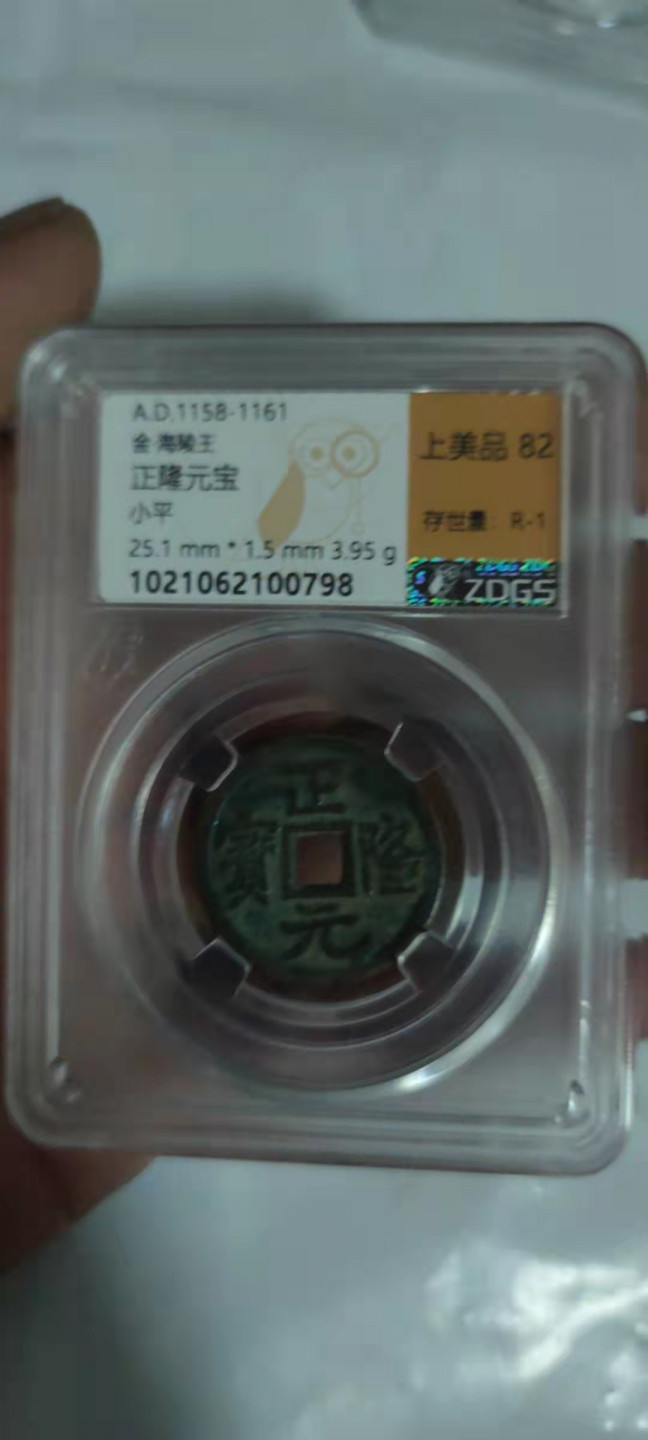 A.D.1158-1161
金·海陵王
正隆元宝
小平
25.1 mm * 1.5 mm 3.95 g
1021062100798
上美品 82
存世量: R-1
ZDGS
正
隆
元
寶